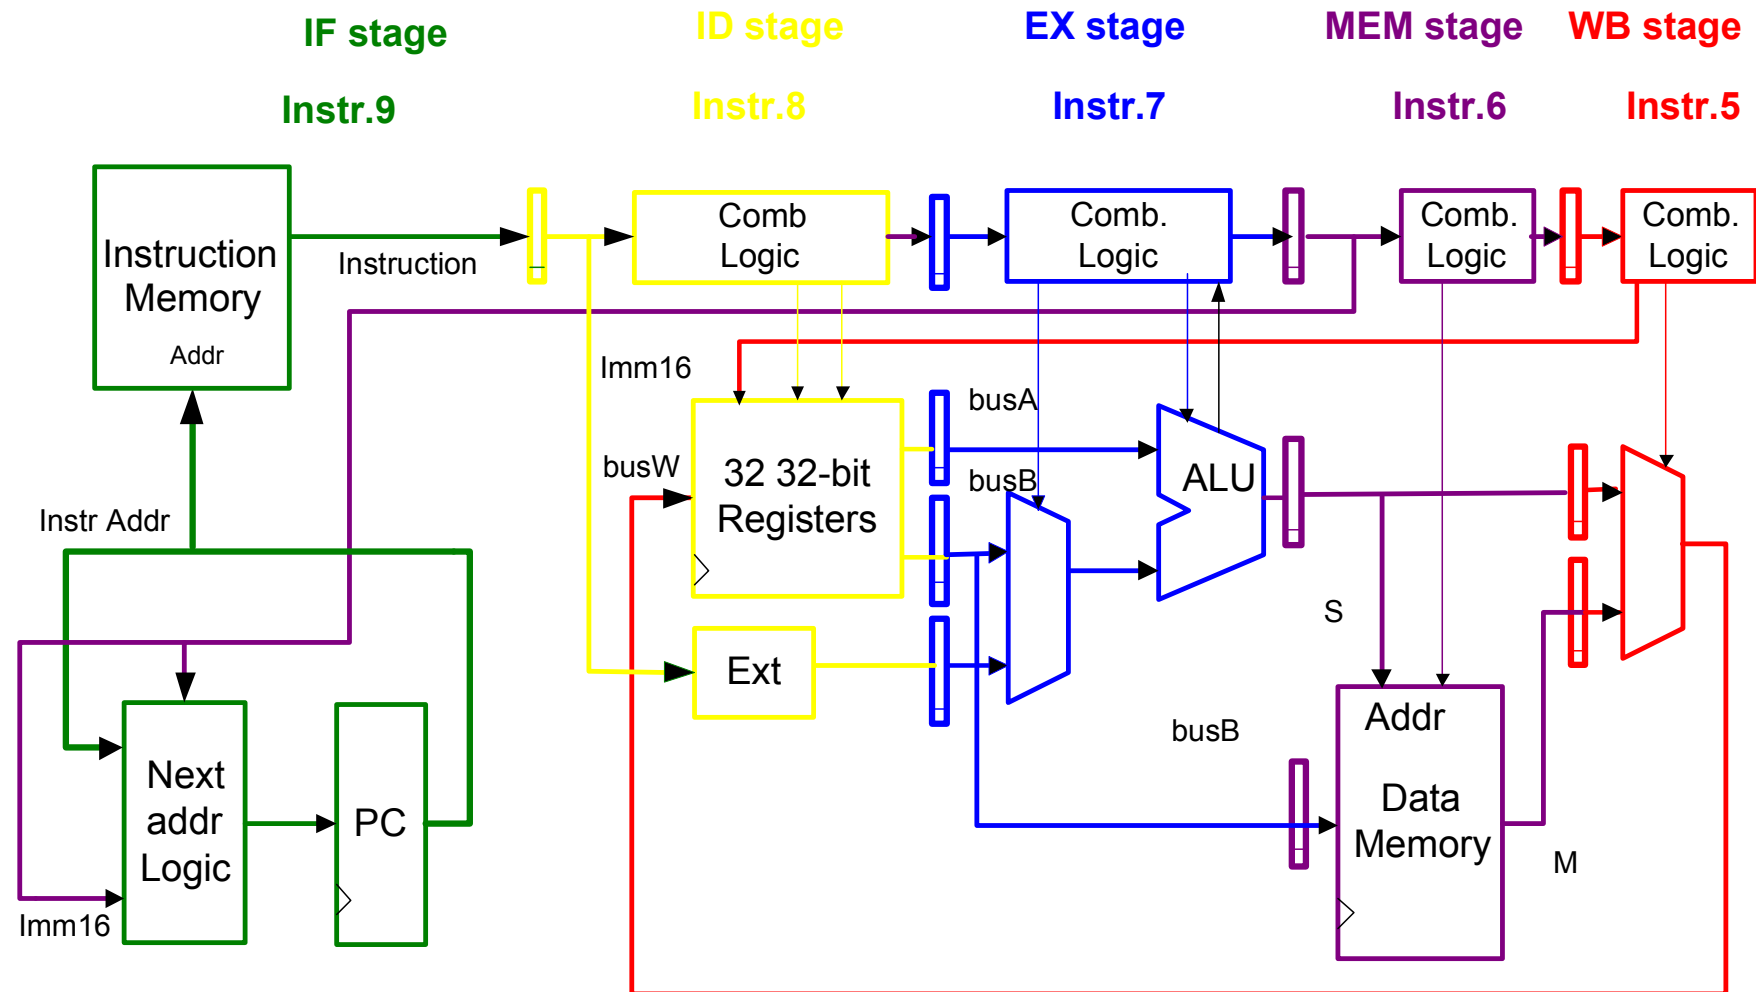 IF stage
ID stage
EX stage
MEM stage
WB stage
Instr.9
Instr.8
Instr.7
Instr.6
Instr.5
Instruction
Memory
Addr
Instruction
Comb
Logic
Comb.
Logic
Comb.
Logic
Comb.
Logic
Imm16
busA
busW
busB
32 32-bit
Registers
ALU
Instr Addr
S
Ext
Addr
busB
Next
addr
Logic
PC
Data
Memory
M
Imm16